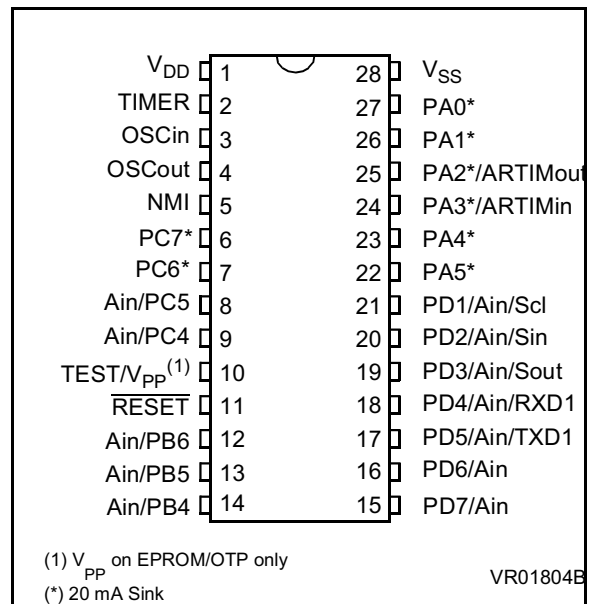 VDD 1 28 VSS
TIMER 2 27 PA0*
OSCin 3 26 PA1*
OSCout 4 25 PA2*/ARTIMout
NMI 5 24 PA3*/ARTIMin
PC7* 6 23 PA4*
PC6* 7 22 PA5*
Ain/PC5 8 21 PD1/Ain/Scl
Ain/PC4 9 20 PD2/Ain/Sin
TEST/VPP(1) 10 19 PD3/Ain/Sout
RESET 11 18 PD4/Ain/RXD1
Ain/PB6 12 17 PD5/Ain/TXD1
Ain/PB5 13 16 PD6/Ain
Ain/PB4 14 15 PD7/Ain
(1) VPP on EPROM/OTP only
(*) 20 mA Sink
VR01804B